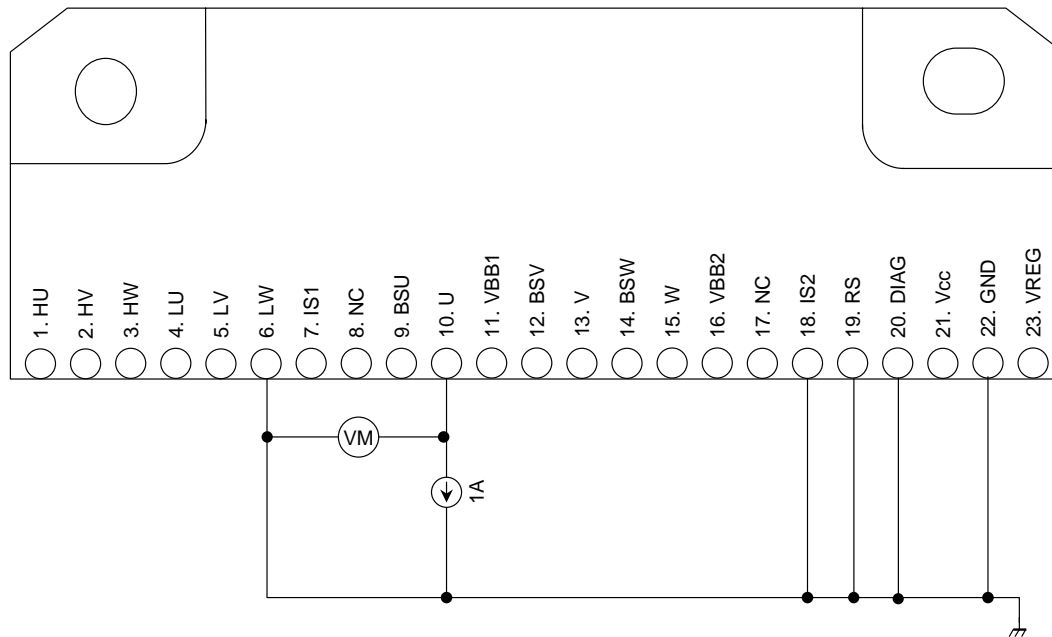 1. HU
2. HV
3. HW
4. LU
5. LV
6. LW
7. IS1
8. NC
9. BSU
10. U
11. VBB1
12. BSV
13. V
14. BSW
15. W
16. VBB2
17. NC
18. IS2
19. RS
20. DIAG
21. Vcc
22. GND
23. VREG
VM
1A